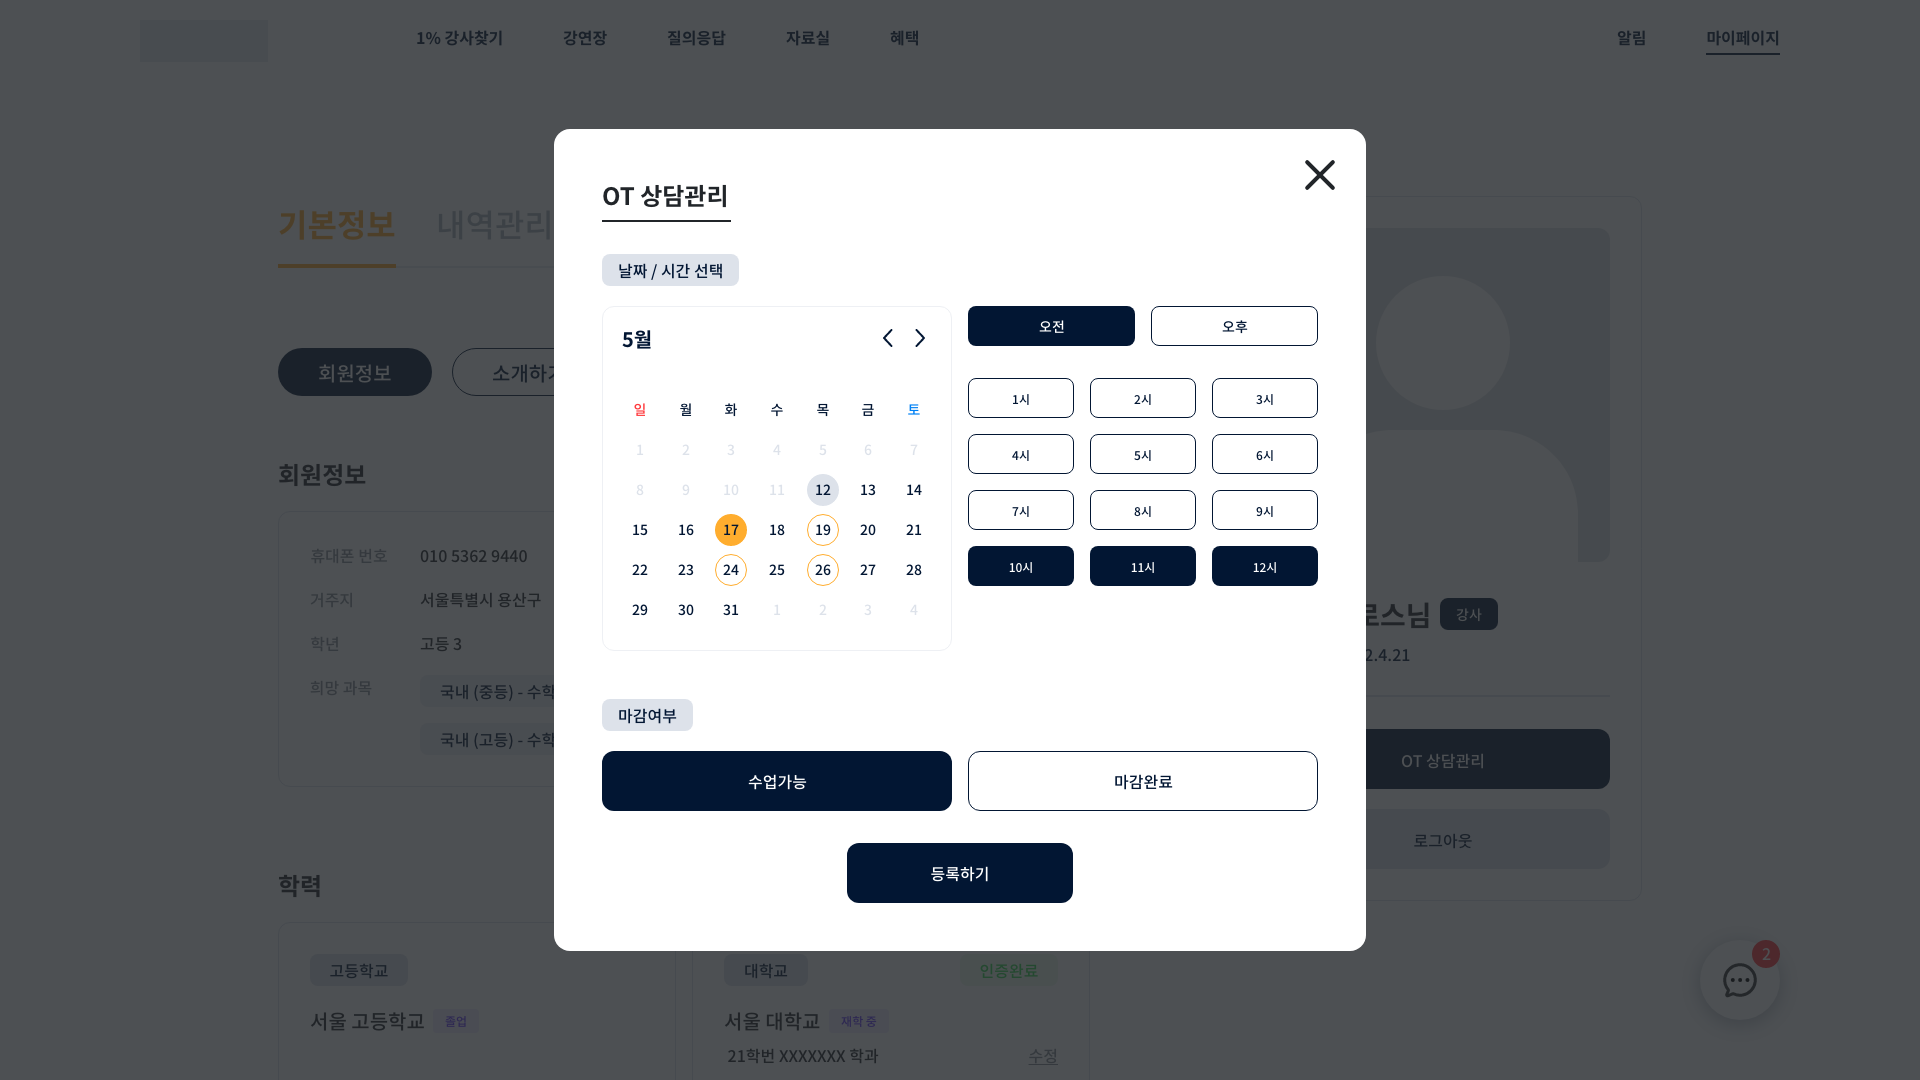 1% 강사찾기
강연장
질의응답
자료실
혜택
알림
마이페이지
기본정보
내역관리
회원정보
소개하기
회원정보
휴대폰 번호 010 5362 9440
거주지 서울특별시 용산구
학년 고등 3
희망 과목 국내 (중등) - 수학
국내 (고등) - 수학
학력
고등학교
서울 고등학교 졸업
대학교
인증완료
서울 대학교 재학 중
21학번 XXXXXXX 학과
수정
OT 상담관리
날짜 / 시간 선택
5월
일 월 화 수 목 금 토
1 2 3 4 5 6 7
8 9 10 11 12 13 14
15 16 17 18 19 20 21
22 23 24 25 26 27 28
29 30 31 1 2 3 4
오전 오후
1시 2시 3시
4시 5시 6시
7시 8시 9시
10시 11시 12시
마감여부
수업가능 마감완료
등록하기
로스님 강사
2.4.21
OT 상담관리
로그아웃
2